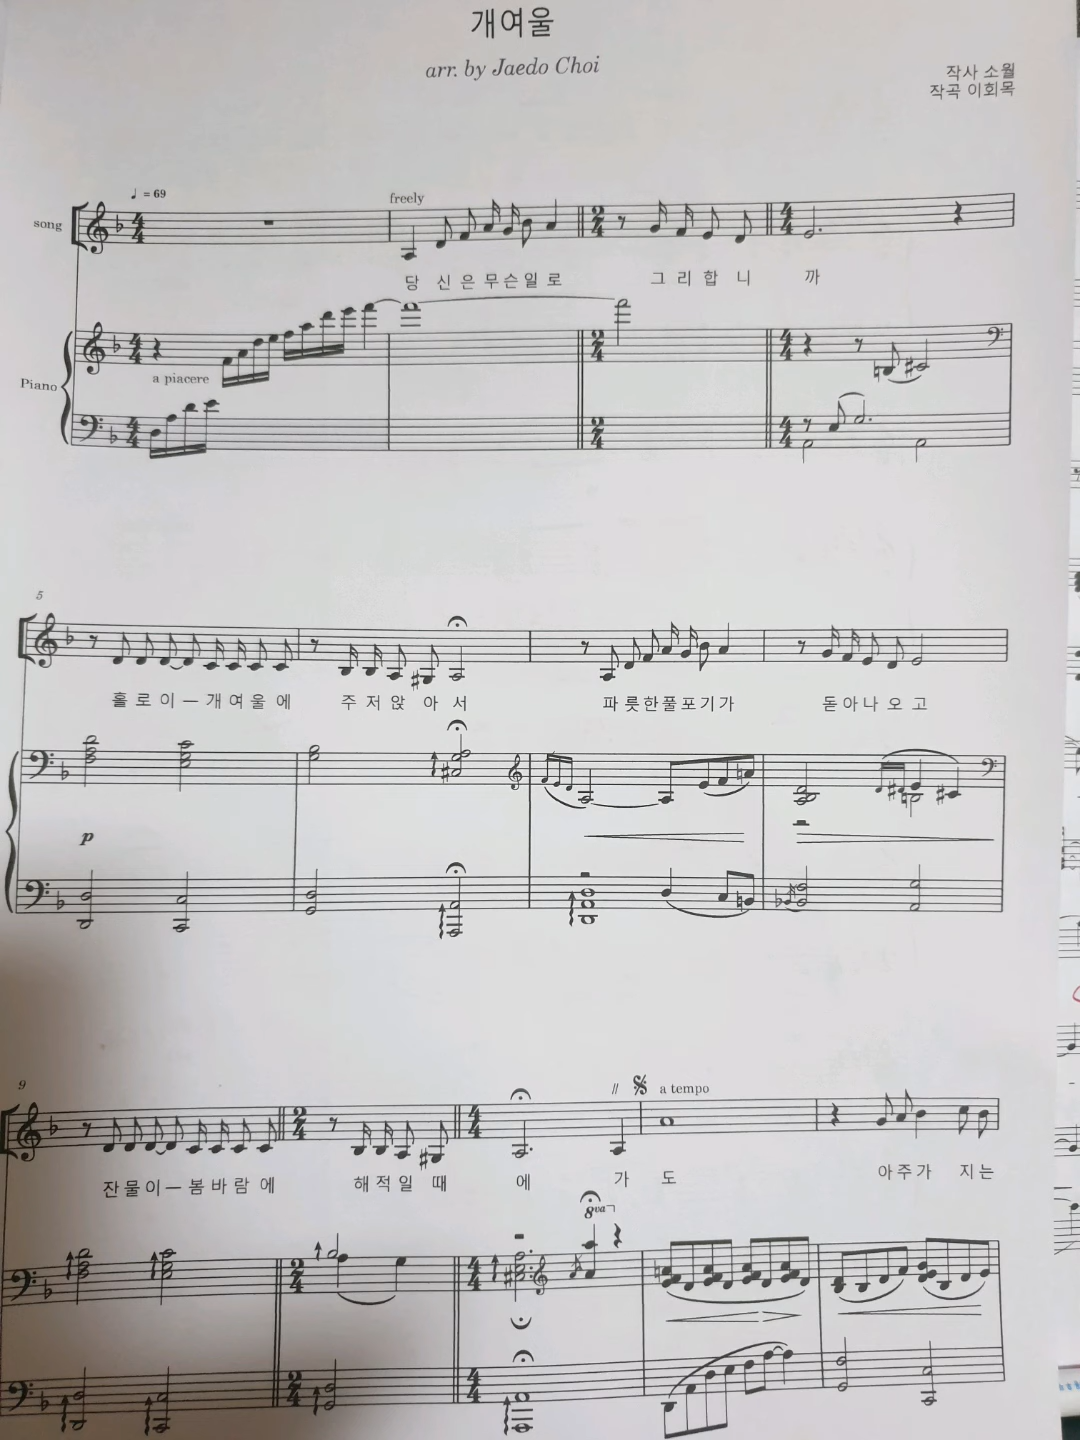 개여울
arr. by Jaedo Choi
작사 소월
작곡 이희목
♩ = 69
freely
song
당 신 은 무 슨 일 로 그 리 합 니 까
a piacere
Piano
5
홀 로 이 — 개 여 울 에 주 저 앉 아 서 파 릇 한 풀 포 기 가 돋 아 나 오 고
p
9
// a tempo
잔 물 이 — 봄 바 람 에 해 적 일 때 에 가 도 아 주 가 지 는
8va